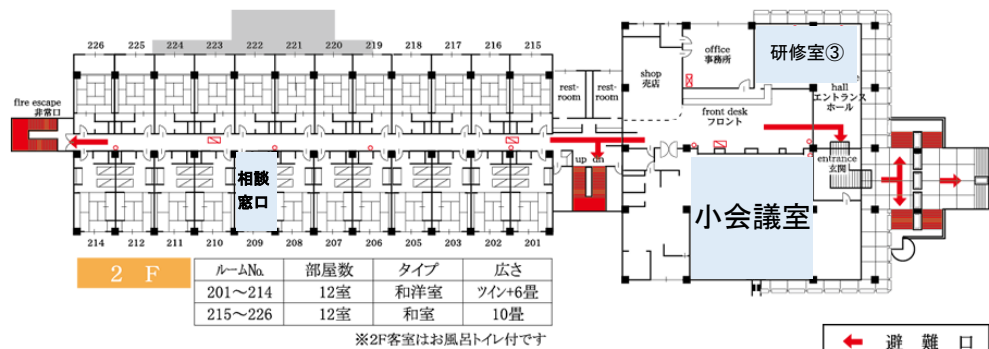 226 225 224 223 222 221 220 219 218 217 216 215
fire escape
非常口
相談
窓口
214 212 211 210 209 208 207 206 205 203 202 201
rest-
room
rest-
room
up dn
shop
売店
office
事務所
研修室③
hall
エントランス
ホール
front desk
フロント
entrance
玄関
小会議室
2 F
ルームNo. 部屋数 タイプ 広さ
201～214 12室 和洋室 ツイン+6畳
215～226 12室 和室 10畳
※2F客室はお風呂トイレ付です
避 難 口